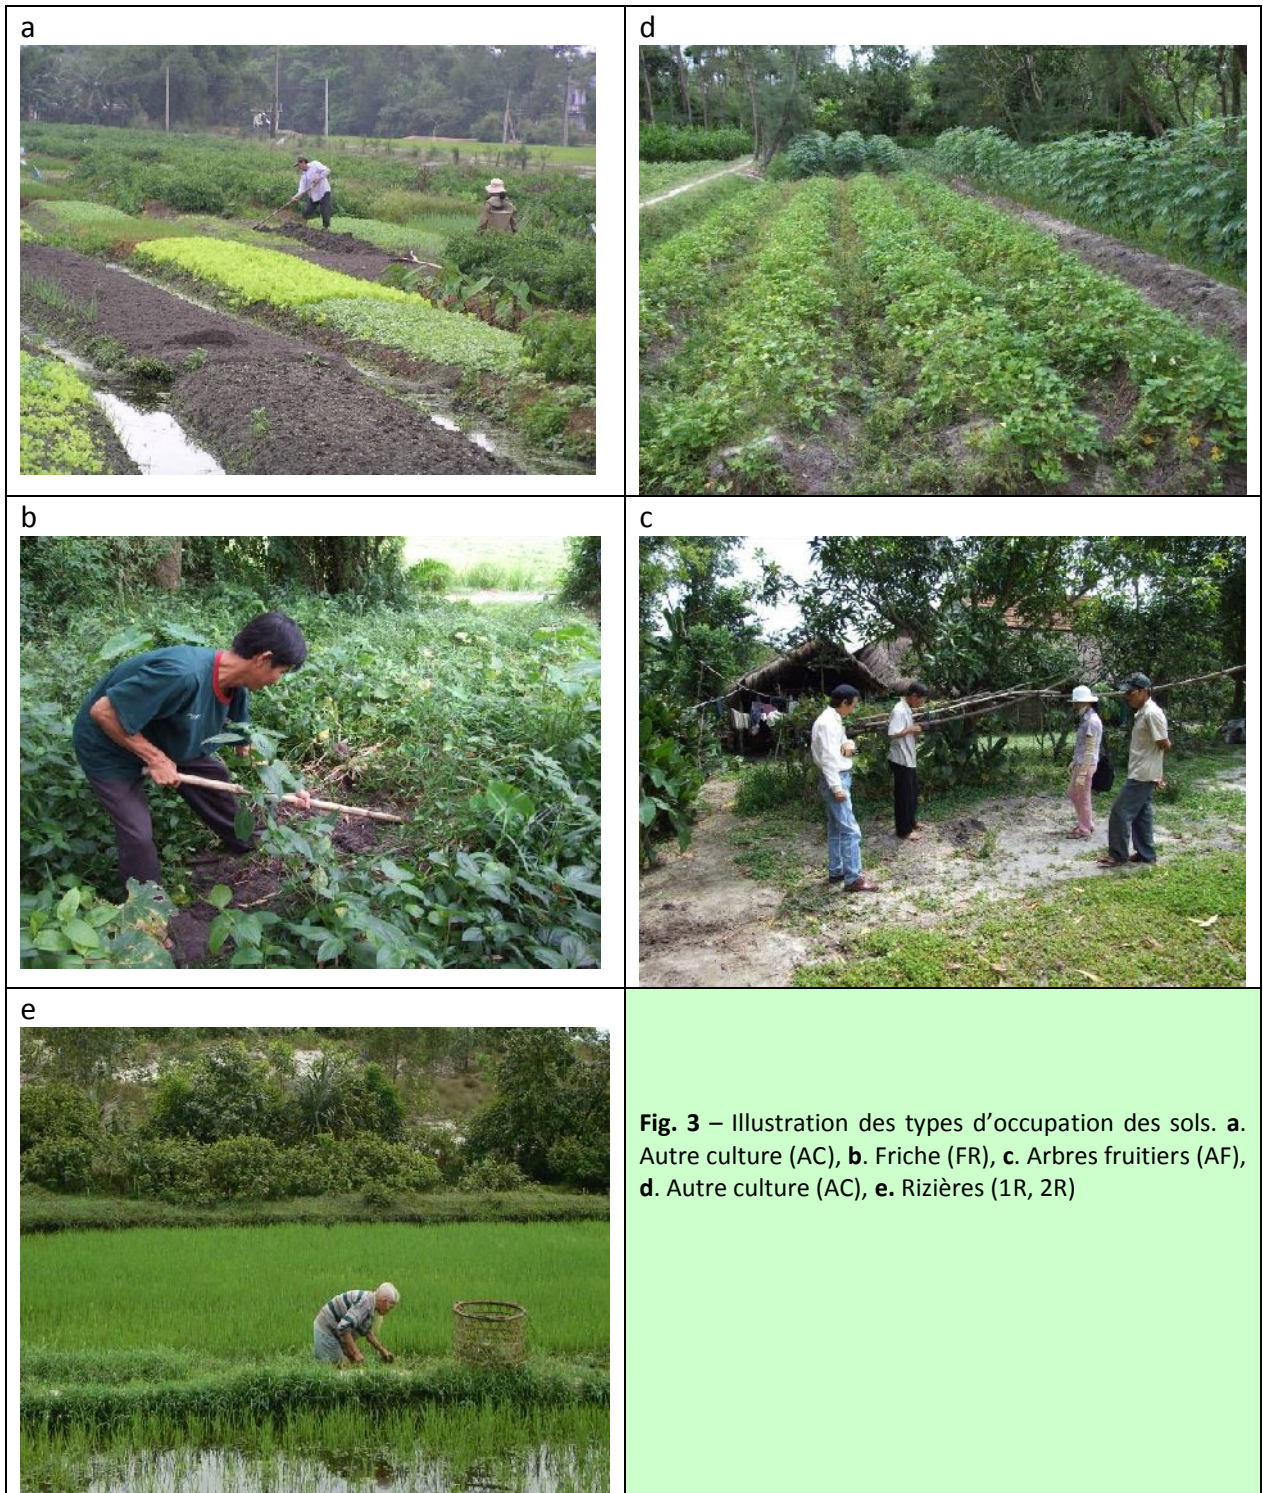 a
d
b
c
e
Fig. 3 – Illustration des types d’occupation des sols. a.
Autre culture (AC), b. Friche (FR), c. Arbres fruitiers (AF),
d. Autre culture (AC), e. Rizières (1R, 2R)